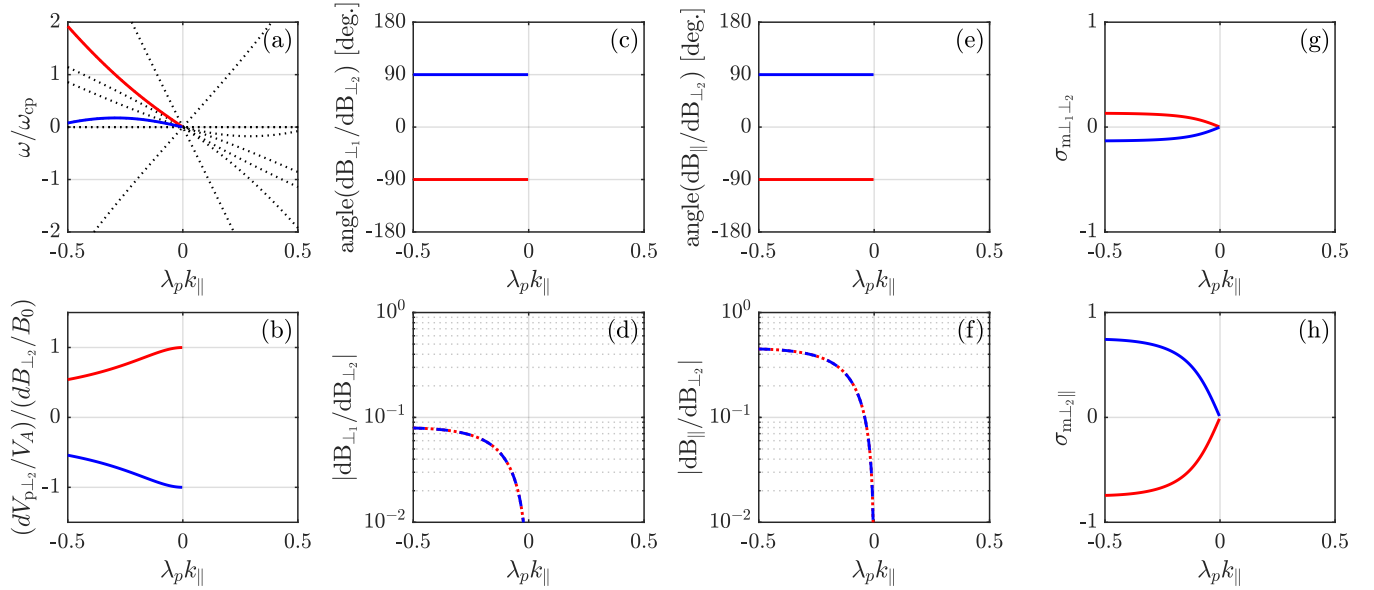 2
1
0
-1
-2
-0.5
0
0.5
ω/ω_cp
λ_p k_∥
(a)
180
90
0
-90
-180
-0.5
0
0.5
angle(dB_⊥₁/dB_⊥₂) [deg.]
λ_p k_∥
(c)
180
90
0
-90
-180
-0.5
0
0.5
angle(dB_∥/dB_⊥₂) [deg.]
λ_p k_∥
(e)
1
0
-1
-0.5
0
0.5
σ_m⊥₁⊥₂
λ_p k_∥
(g)
1
0
-1
-0.5
0
0.5
(dV_p⊥₂/V_A)/(dB_⊥₂/B_0)
λ_p k_∥
(b)
10⁰
10⁻¹
10⁻²
-0.5
0
0.5
|dB_⊥₁/dB_⊥₂|
λ_p k_∥
(d)
10⁰
10⁻¹
10⁻²
-0.5
0
0.5
|dB_∥/dB_⊥₂|
λ_p k_∥
(f)
1
0
-1
-0.5
0
0.5
σ_m⊥₂∥
λ_p k_∥
(h)